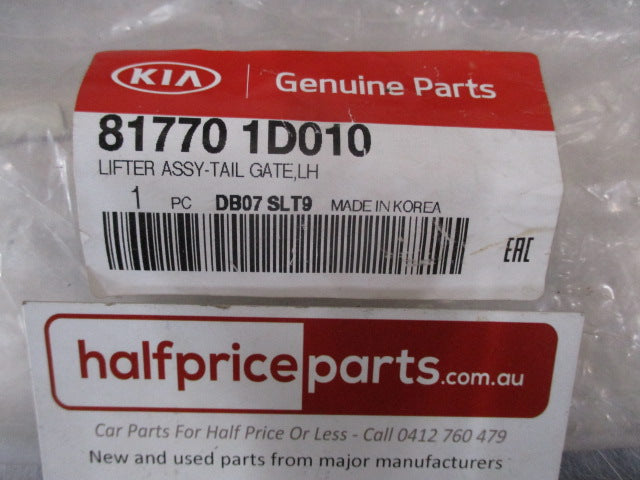 KIA Genuine Parts
81770 1D010
LIFTER ASSY-TAIL GATE,LH
1 PC DB07 SLT9 MADE IN KOREA
EAC
halfpriceparts.com.au
Car Parts For Half Price Or Less - Call 0412 760 479
New and used parts from major manufacturers